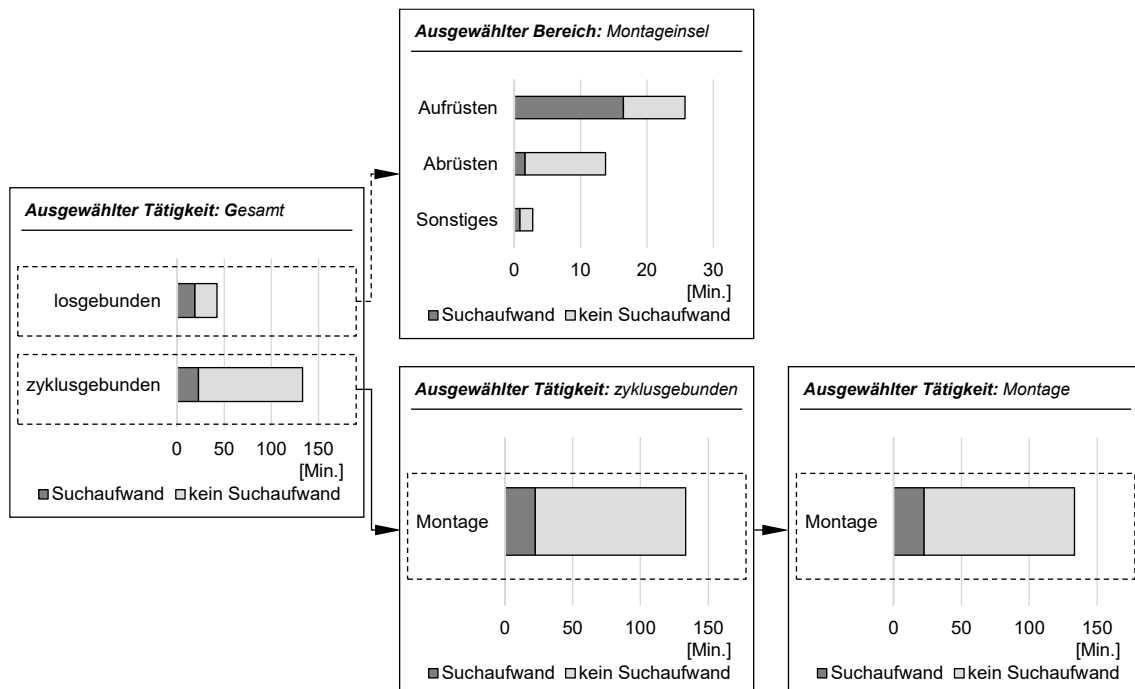 Ausgewählter Bereich: Montageinsel
Aufrüsten
Abrüsten
Sonstiges
0 10 20 30
[Min.]
Suchaufwand kein Suchaufwand
Ausgewählter Tätigkeit: Gesamt
losgebunden
zyklusgebunden
0 50 100 150
[Min.]
Suchaufwand kein Suchaufwand
Ausgewählter Tätigkeit: zyklusgebunden
Montage
0 50 100 150
[Min.]
Suchaufwand kein Suchaufwand
Ausgewählter Tätigkeit: Montage
Montage
0 50 100 150
[Min.]
Suchaufwand kein Suchaufwand